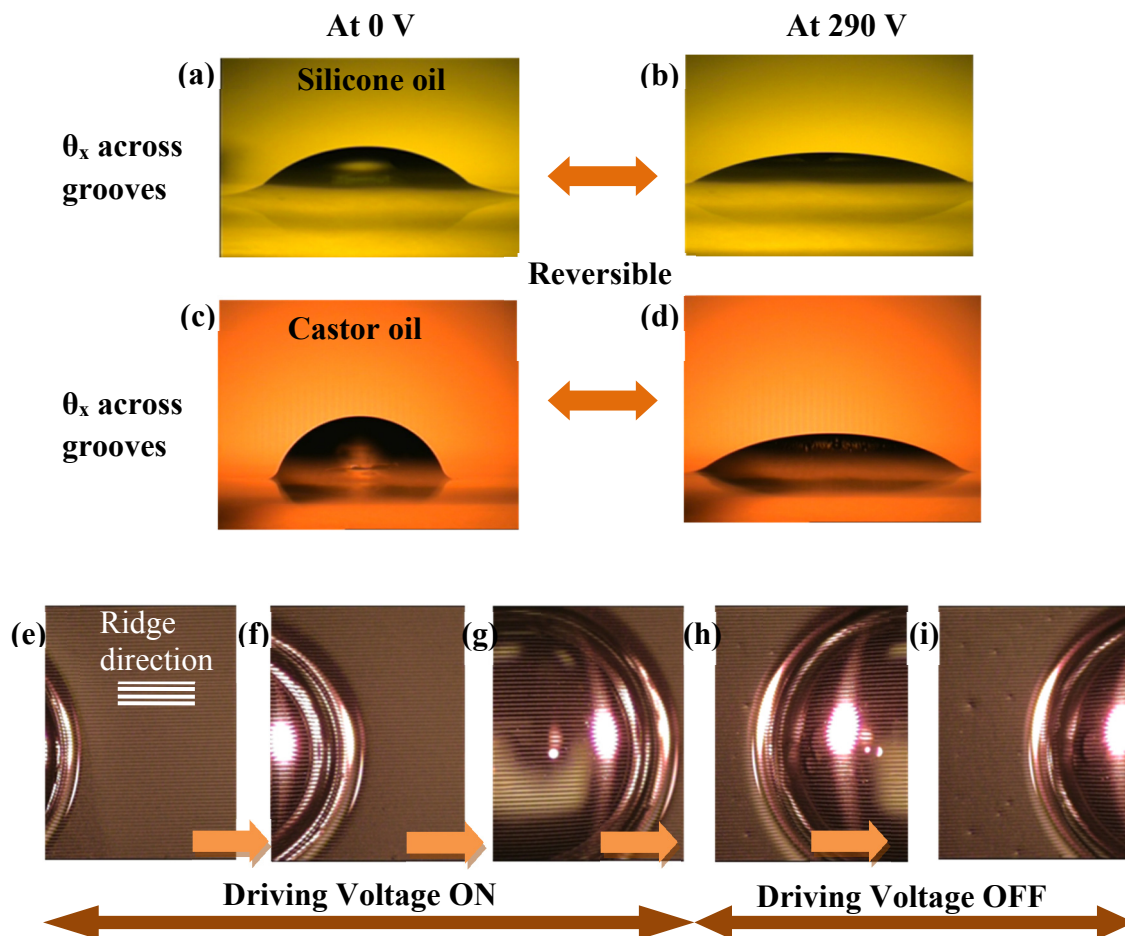 At 0 V
At 290 V
(a)
Silicone oil
(b)
θx across
grooves
Reversible
(c)
Castor oil
(d)
θx across
grooves
(e)
Ridge
direction
(f)
(g)
(h)
(i)
Driving Voltage ON
Driving Voltage OFF